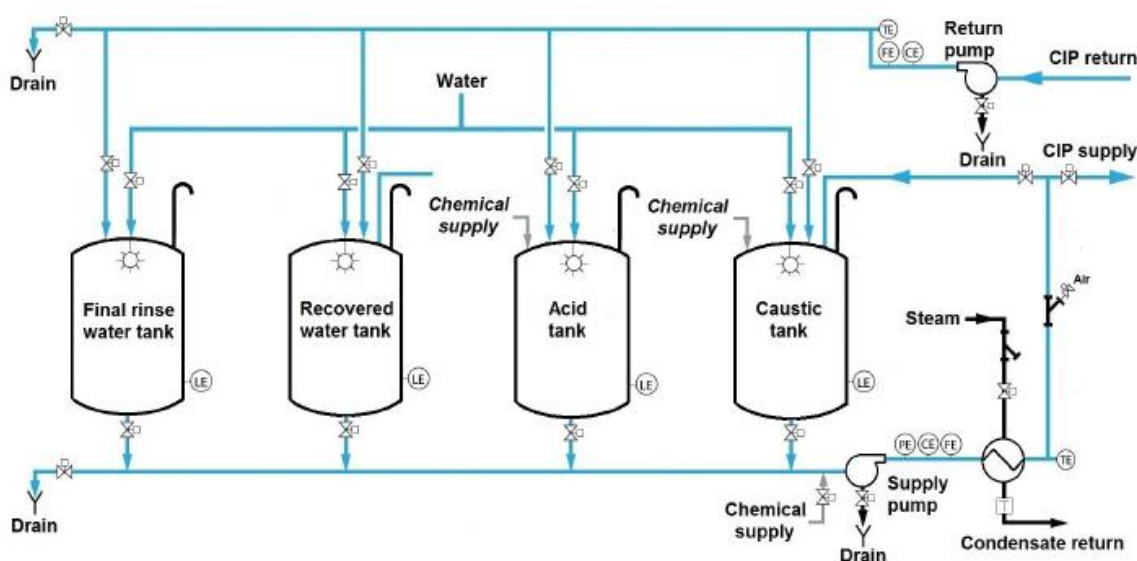 Return
pump
CIP return
TE
FE
CE
Drain
Water
Drain
CIP supply
Chemical
supply
Chemical
supply
Air
Final rinse
water tank
Recovered
water tank
Acid
tank
Caustic
tank
Steam
LE
LE
LE
LE
PE
CE
FE
TE
Supply
pump
Chemical
supply
T
Drain
Drain
Condensate return